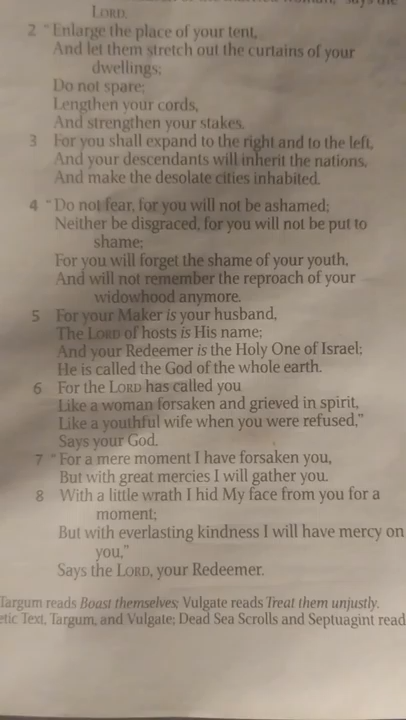 says the
LORD.
2 “Enlarge the place of your tent,
And let them stretch out the curtains of your
dwellings;
Do not spare;
Lengthen your cords,
And strengthen your stakes.
3 For you shall expand to the right and to the left,
And your descendants will inherit the nations,
And make the desolate cities inhabited.
4 “Do not fear, for you will not be ashamed;
Neither be disgraced, for you will not be put to
shame;
For you will forget the shame of your youth,
And will not remember the reproach of your
widowhood anymore.
5 For your Maker is your husband,
The LORD of hosts is His name;
And your Redeemer is the Holy One of Israel;
He is called the God of the whole earth.
6 For the LORD has called you
Like a woman forsaken and grieved in spirit,
Like a youthful wife when you were refused,”
Says your God.
7 “For a mere moment I have forsaken you,
But with great mercies I will gather you.
8 With a little wrath I hid My face from you for a
moment;
But with everlasting kindness I will have mercy on
you,”
Says the LORD, your Redeemer.
Targum reads Boast themselves; Vulgate reads Treat them unjustly.
etic Text, Targum, and Vulgate; Dead Sea Scrolls and Septuagint read